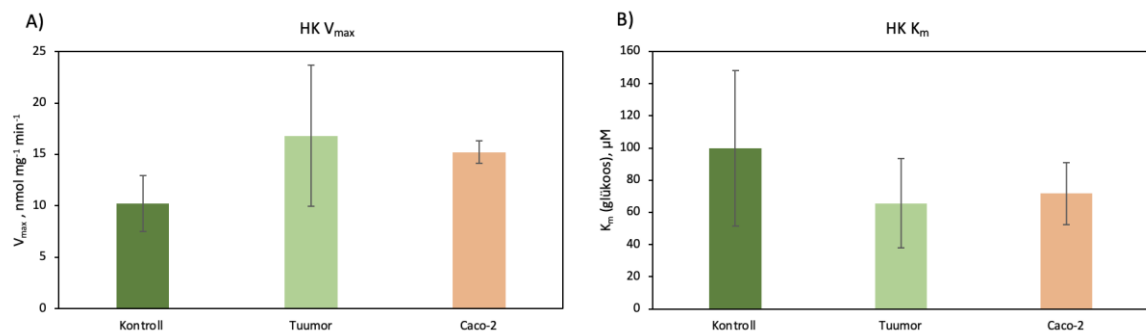 A)
HK Vmax
25
20
15
10
5
0
Vmax , nmol mg⁻¹ min⁻¹
Kontroll Tuumor Caco-2
B)
HK Km
160
140
120
100
80
60
40
20
0
Km (glükoos), µM
Kontroll Tuumor Caco-2